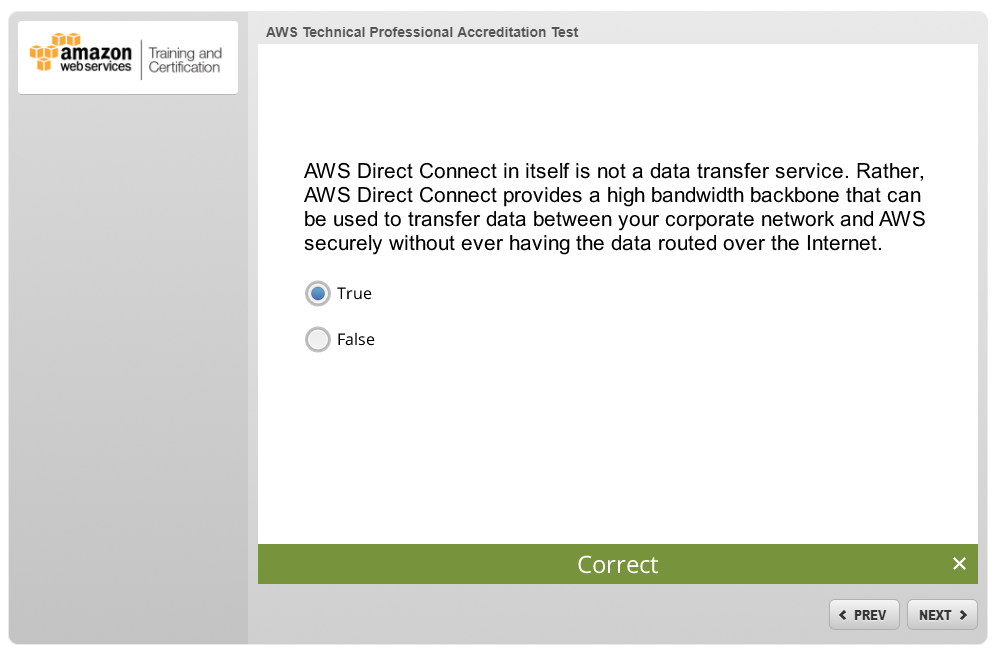 amazon
webservices
Training and
Certification
AWS Technical Professional Accreditation Test
AWS Direct Connect in itself is not a data transfer service. Rather,
AWS Direct Connect provides a high bandwidth backbone that can
be used to transfer data between your corporate network and AWS
securely without ever having the data routed over the Internet.
True
False
Correct
PREV
NEXT